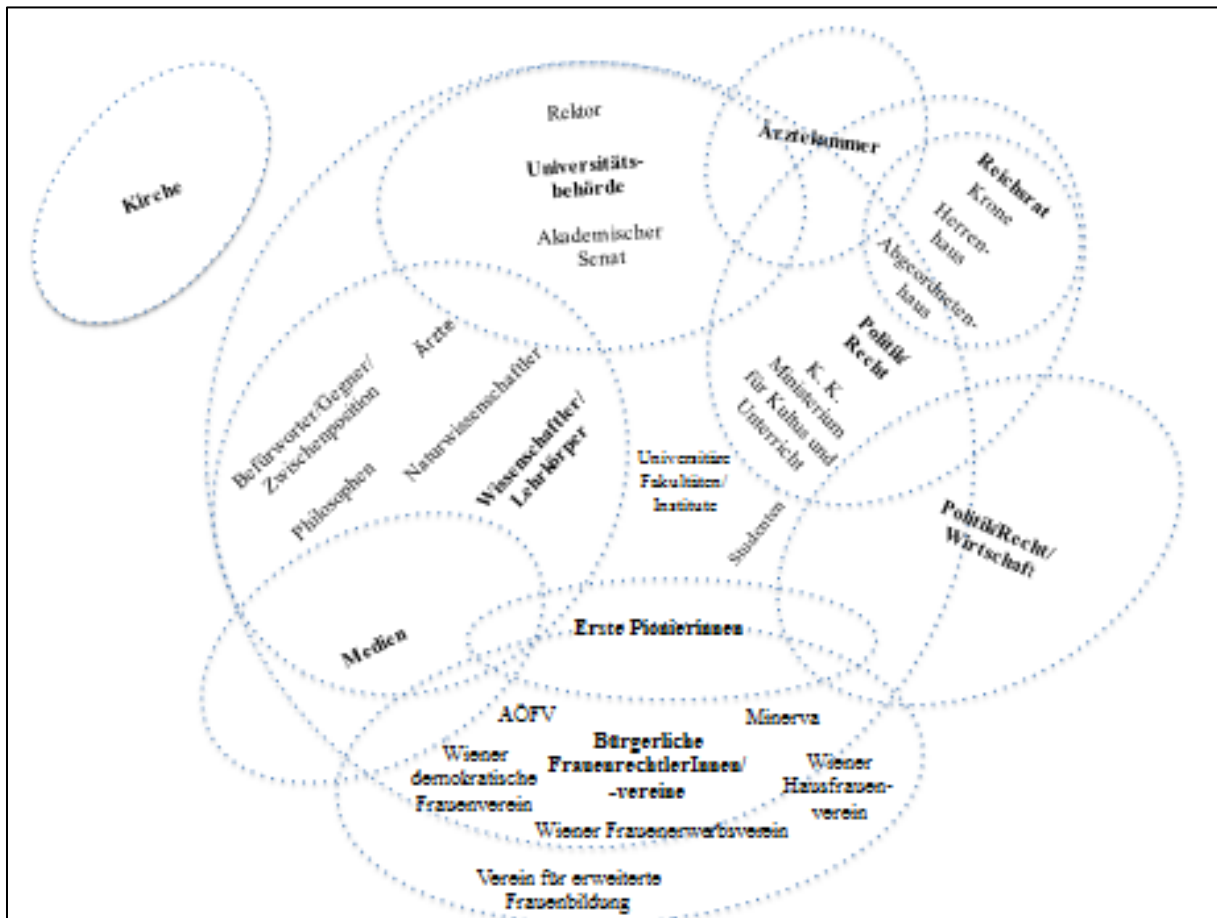 Rektor
Universitäts-
behörde
Akademischer
Senat
Kirche
Ärztekammer
Reichsrat
Krone
Herren-
haus
Abgeordneten-
haus
Politik/
Recht
K. K.
Ministerium
für Kultus und
Unterricht
Ärzte
Befürworter/Gegner/
Zwischenposition
Naturwissenschaftler
Philosophen
Wissenschaftler/
Lehrkörper
Universitäre
Fakultäten/
Institute
Studenten
Politik/Recht/
Wirtschaft
Medien
Erste Pionierinnen
AÖFV
Minerva
Bürgerliche
FrauenrechtlerInnen/
-vereine
Wiener
demokratische
Frauenverein
Wiener
Hausfrauen-
verein
Wiener Frauenerwerbsverein
Verein für erweiterte
Frauenbildung